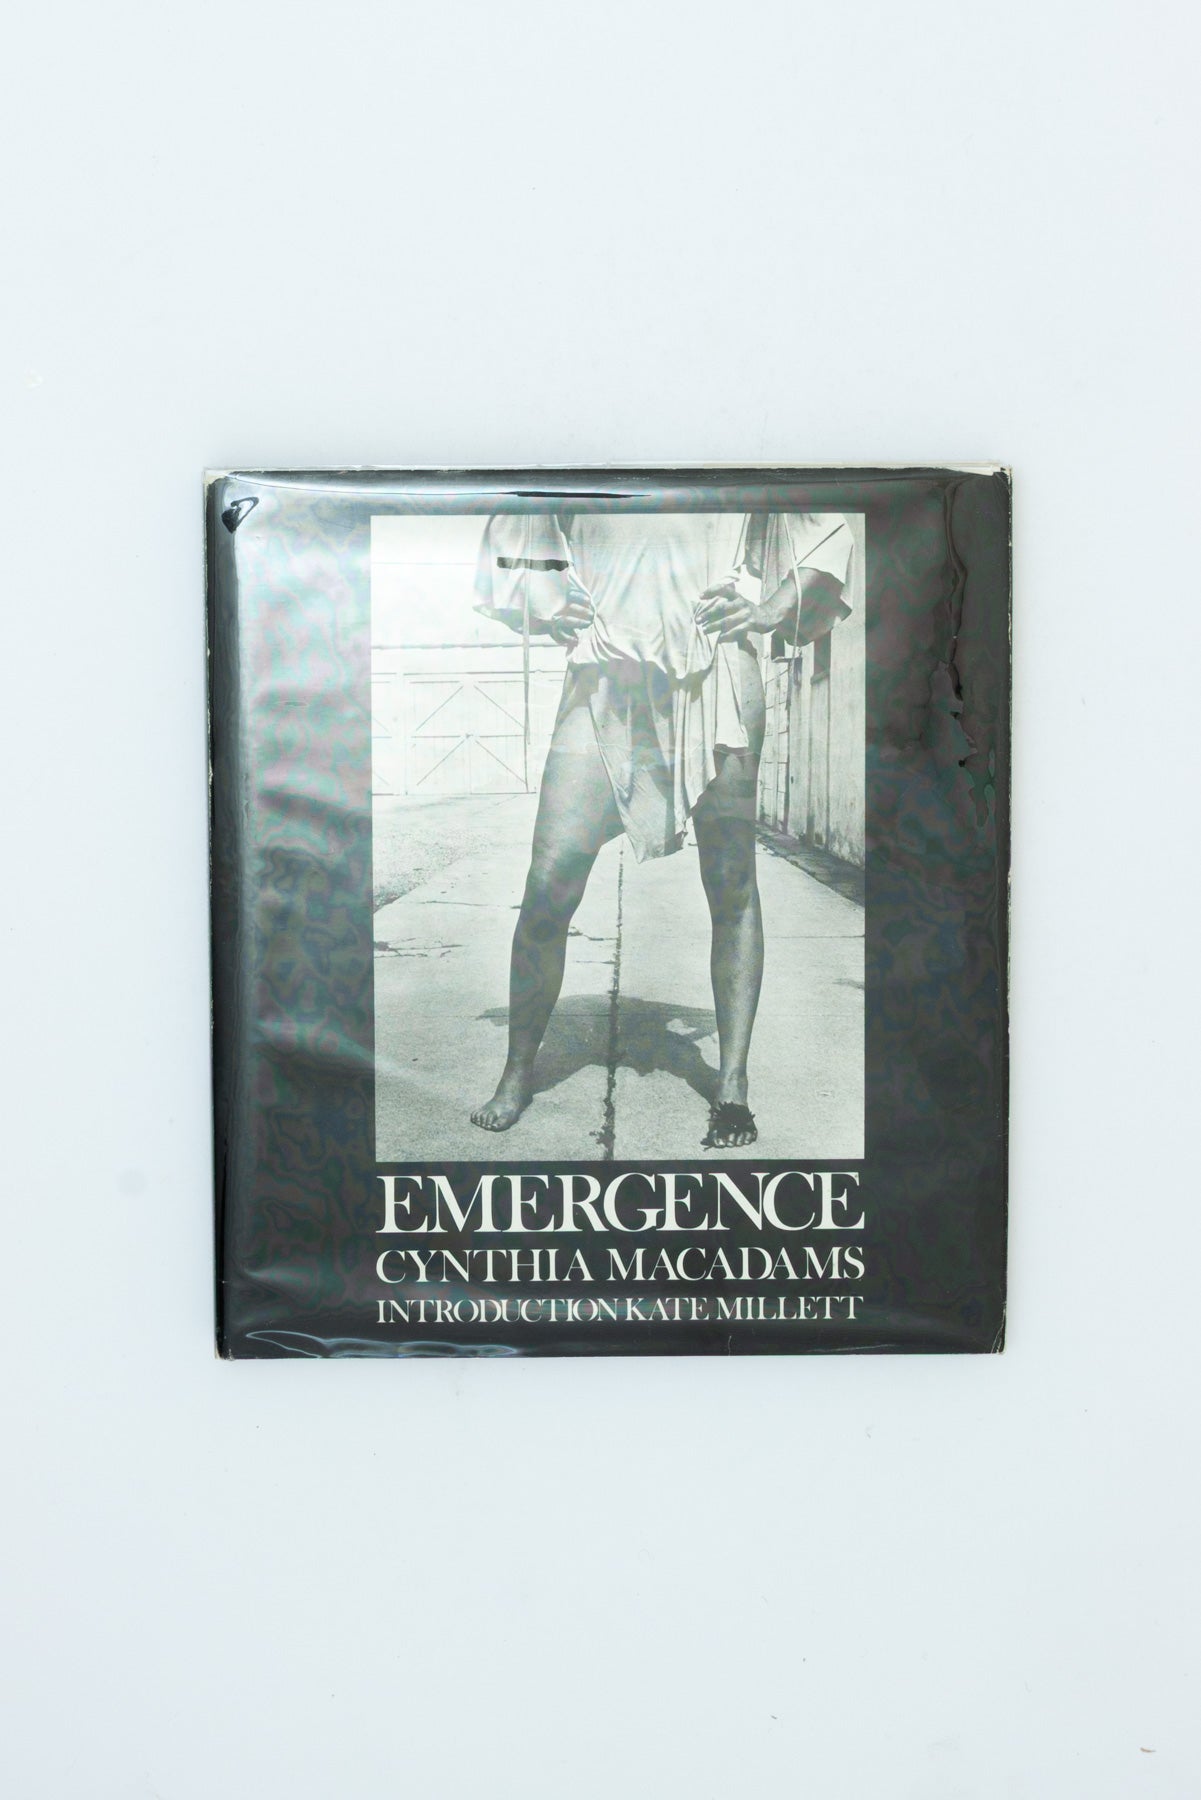 EMERGENCE
CYNTHIA MACADAMS
INTRODUCTION KATE MILLETT